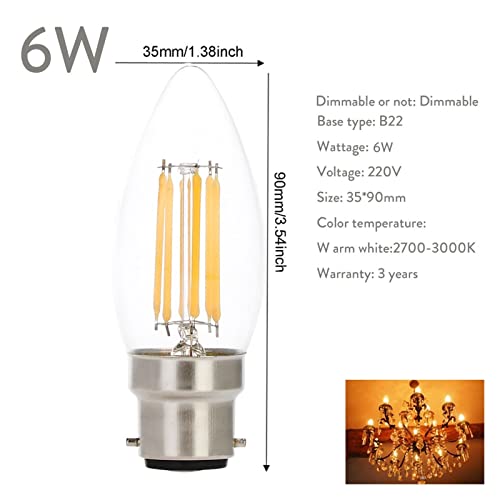 6W
35mm/1.38inch
90mm/3.54inch
Dimmable or not: Dimmable
Base type: B22
Wattage: 6W
Voltage: 220V
Size: 35*90mm
Color temperature:
W arm white:2700-3000K
Warranty: 3 years